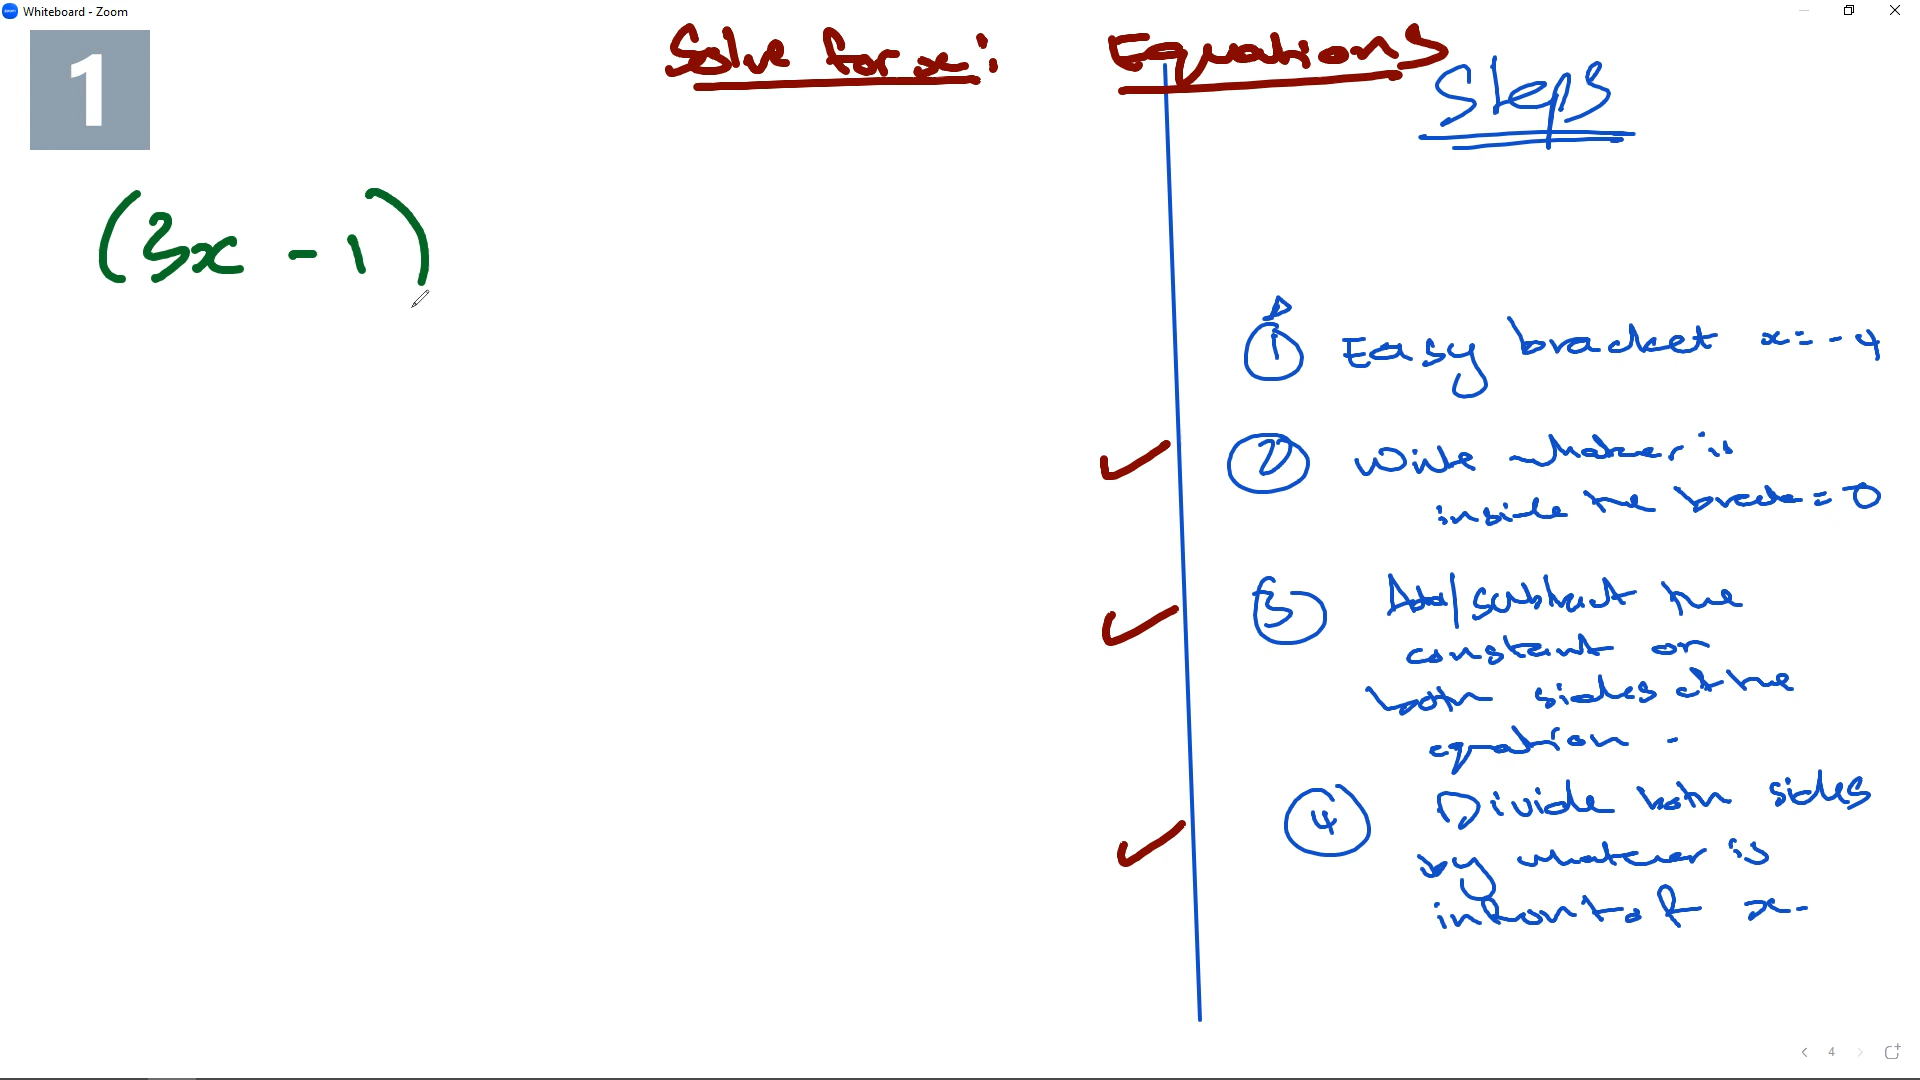 Whiteboard - Zoom
1
Solve for x: Equations
Steps
(3x - 1)
① Easy bracket x = -4
② Write whatever is
inside the bracket = 0
③ Add/subtract the
constant on
both sides of the
equation.
④ Divide both sides
by whatever is
in front of x.
4